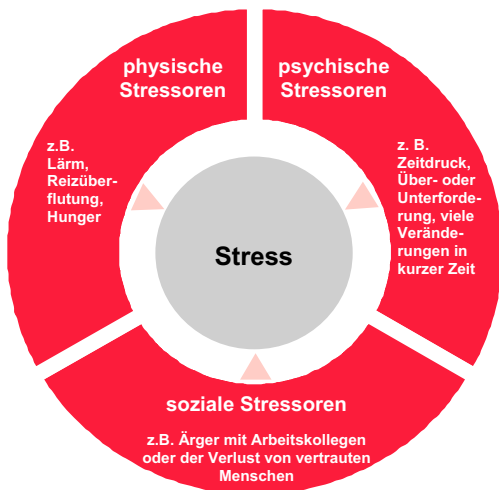 physische
Stressoren
z.B.
Lärm,
Reizüber-
flutung,
Hunger
psychische
Stressoren
z. B.
Zeitdruck,
Über- oder
Unterforde-
rung, viele
Verände-
rungen in
kurzer Zeit
Stress
soziale Stressoren
z.B. Ärger mit Arbeitskollegen
oder der Verlust von vertrauten
Menschen